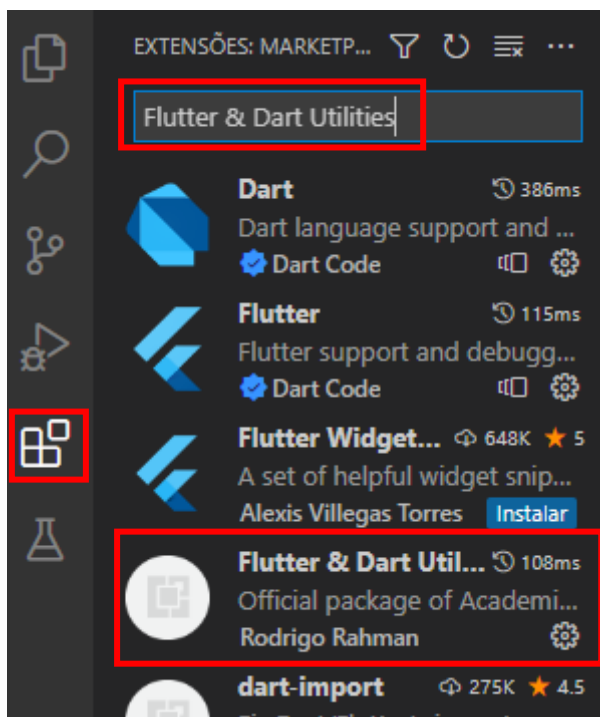 EXTENSÕES: MARKETP...
Flutter & Dart Utilities
Dart 386ms
Dart language support and ...
Dart Code
Flutter 115ms
Flutter support and debugg...
Dart Code
Flutter Widget... 648K ★ 5
A set of helpful widget snip...
Alexis Villegas Torres Instalar
Flutter & Dart Util... 108ms
Official package of Academi...
Rodrigo Rahman
dart-import 275K ★ 4.5